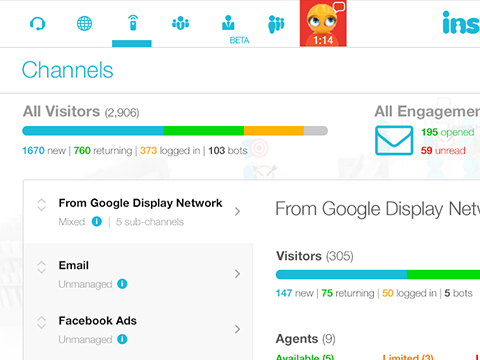 BETA
1:14
ins
Channels
All Visitors (2,906)
1670 new | 760 returning | 373 logged in | 103 bots
All Engagem
195 opened
59 unread
From Google Display Network
Mixed i | 5 sub-channels
Email
Unmanaged i
Facebook Ads
Unmanaged i
From Google Display Netw
Visitors (305)
147 new | 75 returning | 50 logged in | 5 bots
Agents (9)
Available (5)
Limited (3)